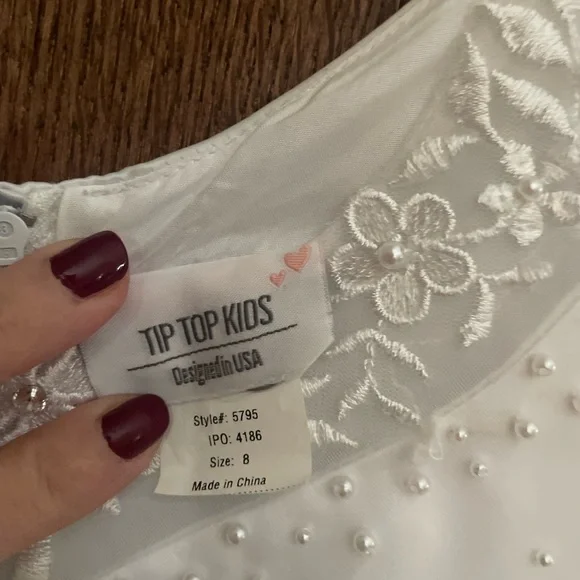 TIP TOP KIDS
Designed in USA
Style#: 5795
IPO: 4186
Size: 8
Made in China